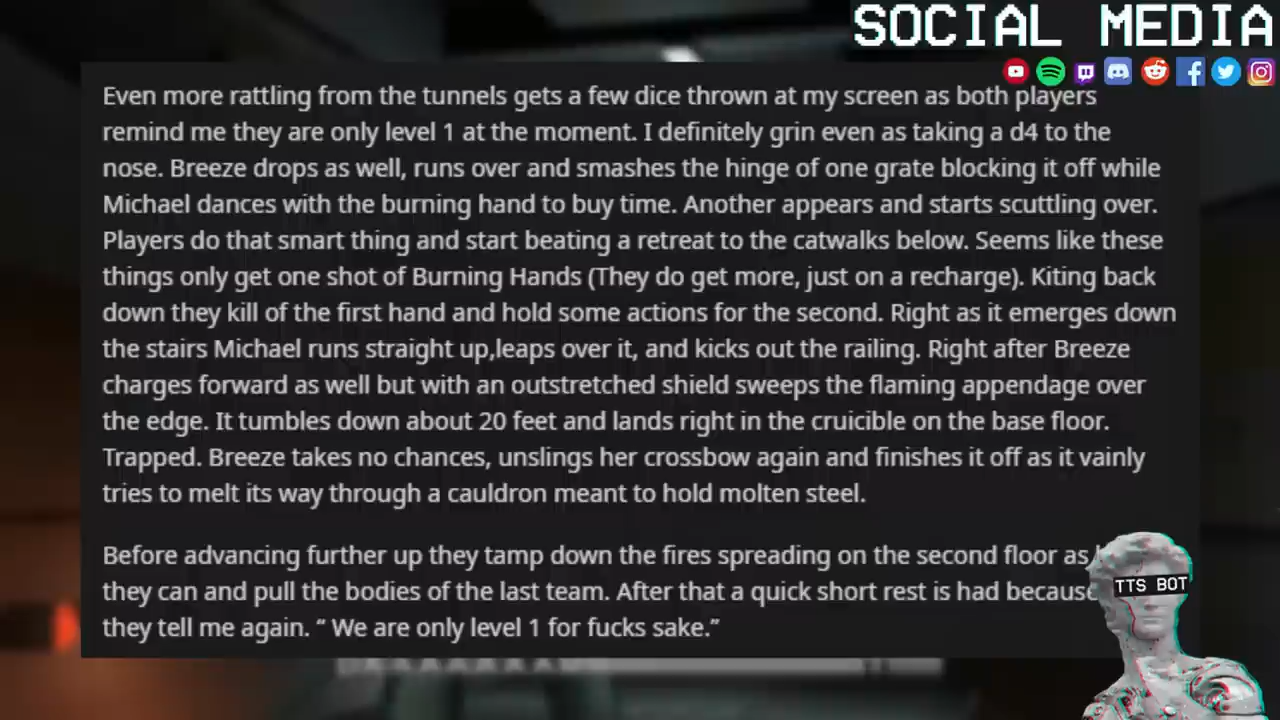 SOCIAL MEDIA
Even more rattling from the tunnels gets a few dice thrown at my screen as both players
remind me they are only level 1 at the moment. I definitely grin even as taking a d4 to the
nose. Breeze drops as well, runs over and smashes the hinge of one grate blocking it off while
Michael dances with the burning hand to buy time. Another appears and starts scuttling over.
Players do that smart thing and start beating a retreat to the catwalks below. Seems like these
things only get one shot of Burning Hands (They do get more, just on a recharge). Kiting back
down they kill of the first hand and hold some actions for the second. Right as it emerges down
the stairs Michael runs straight up,leaps over it, and kicks out the railing. Right after Breeze
charges forward as well but with an outstretched shield sweeps the flaming appendage over
the edge. It tumbles down about 20 feet and lands right in the cruicible on the base floor.
Trapped. Breeze takes no chances, unslings her crossbow again and finishes it off as it vainly
tries to melt its way through a cauldron meant to hold molten steel.
Before advancing further up they tamp down the fires spreading on the second floor as
they can and pull the bodies of the last team. After that a quick short rest is had because
they tell me again. “ We are only level 1 for fucks sake.”
TTS BOT